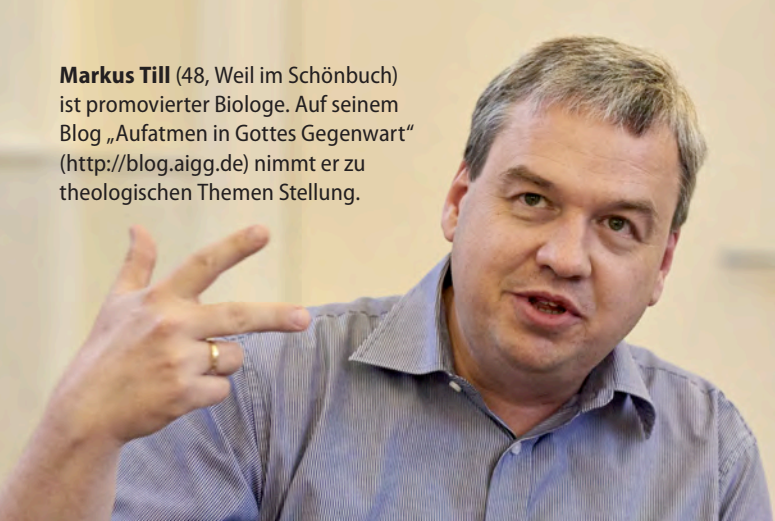 Markus Till (48, Weil im Schönbuch)
ist promovierter Biologe. Auf seinem
Blog „Aufatmen in Gottes Gegenwart“
(http://blog.aigg.de) nimmt er zu
theologischen Themen Stellung.